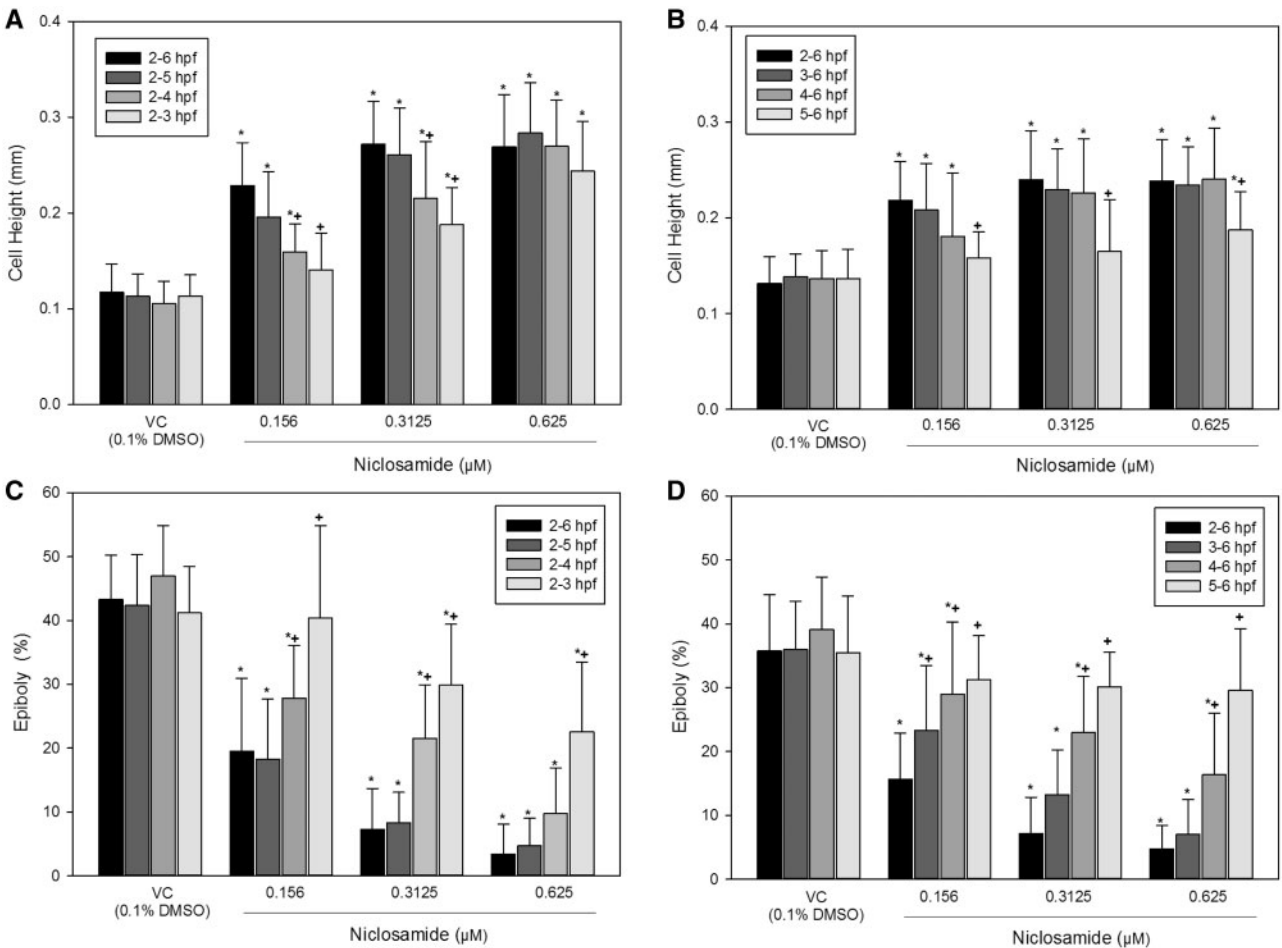 A
Cell Height (mm)
0.4
0.3
0.2
0.1
0.0
2-6 hpf
2-5 hpf
2-4 hpf
2-3 hpf
*
*
*+
+
*
*
*+
*+
*
*
*
*
VC
(0.1% DMSO)
0.156
0.3125
0.625
Niclosamide (µM)
B
Cell Height (mm)
0.4
0.3
0.2
0.1
0.0
2-6 hpf
3-6 hpf
4-6 hpf
5-6 hpf
*
*
*
+
*
*
*
+
*
*
*
*+
VC
(0.1% DMSO)
0.156
0.3125
0.625
Niclosamide (µM)
C
Epiboly (%)
60
50
40
30
20
10
0
2-6 hpf
2-5 hpf
2-4 hpf
2-3 hpf
*
*
*+
+
*
*
*+
*+
*
*
*
*+
VC
(0.1% DMSO)
0.156
0.3125
0.625
Niclosamide (µM)
D
Epiboly (%)
60
50
40
30
20
10
0
2-6 hpf
3-6 hpf
4-6 hpf
5-6 hpf
*
*+
*+
+
*
*
*+
+
*
*
*+
+
VC
(0.1% DMSO)
0.156
0.3125
0.625
Niclosamide (µM)